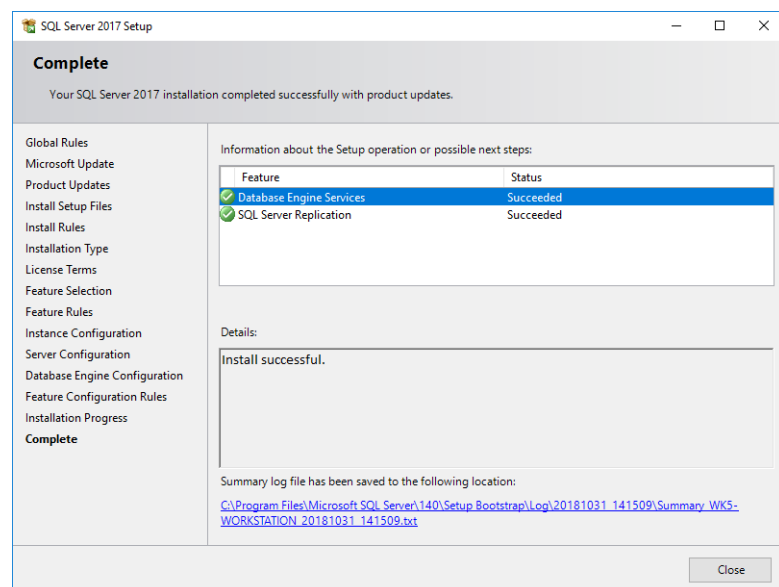 SQL Server 2017 Setup
Complete
Your SQL Server 2017 installation completed successfully with product updates.
Global Rules
Microsoft Update
Product Updates
Install Setup Files
Install Rules
Installation Type
License Terms
Feature Selection
Feature Rules
Instance Configuration
Server Configuration
Database Engine Configuration
Feature Configuration Rules
Installation Progress
Complete
Information about the Setup operation or possible next steps:
Feature Status
Database Engine Services Succeeded
SQL Server Replication Succeeded
Details:
Install successful.
Summary log file has been saved to the following location:
C:\Program Files\Microsoft SQL Server\140\Setup Bootstrap\Log\20181031_141509\Summary_WK5-
WORKSTATION_20181031_141509.txt
Close